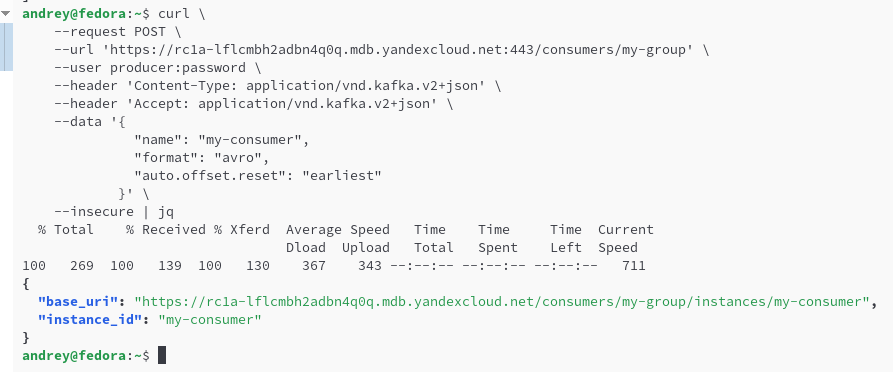 andrey@fedora:~$ curl \
--request POST \
--url 'https://rc1a-lflcmbh2adbn4q0q.mdb.yandexcloud.net:443/consumers/my-group' \
--user producer:password \
--header 'Content-Type: application/vnd.kafka.v2+json' \
--header 'Accept: application/vnd.kafka.v2+json' \
--data '{
"name": "my-consumer",
"format": "avro",
"auto.offset.reset": "earliest"
}' \
--insecure | jq
% Total % Received % Xferd Average Speed Time Time Time Current
Dload Upload Total Spent Left Speed
100 269 100 139 100 130 367 343 --:--:-- --:--:-- --:--:-- 711
{
"base_uri": "https://rc1a-lflcmbh2adbn4q0q.mdb.yandexcloud.net/consumers/my-group/instances/my-consumer",
"instance_id": "my-consumer"
}
andrey@fedora:~$